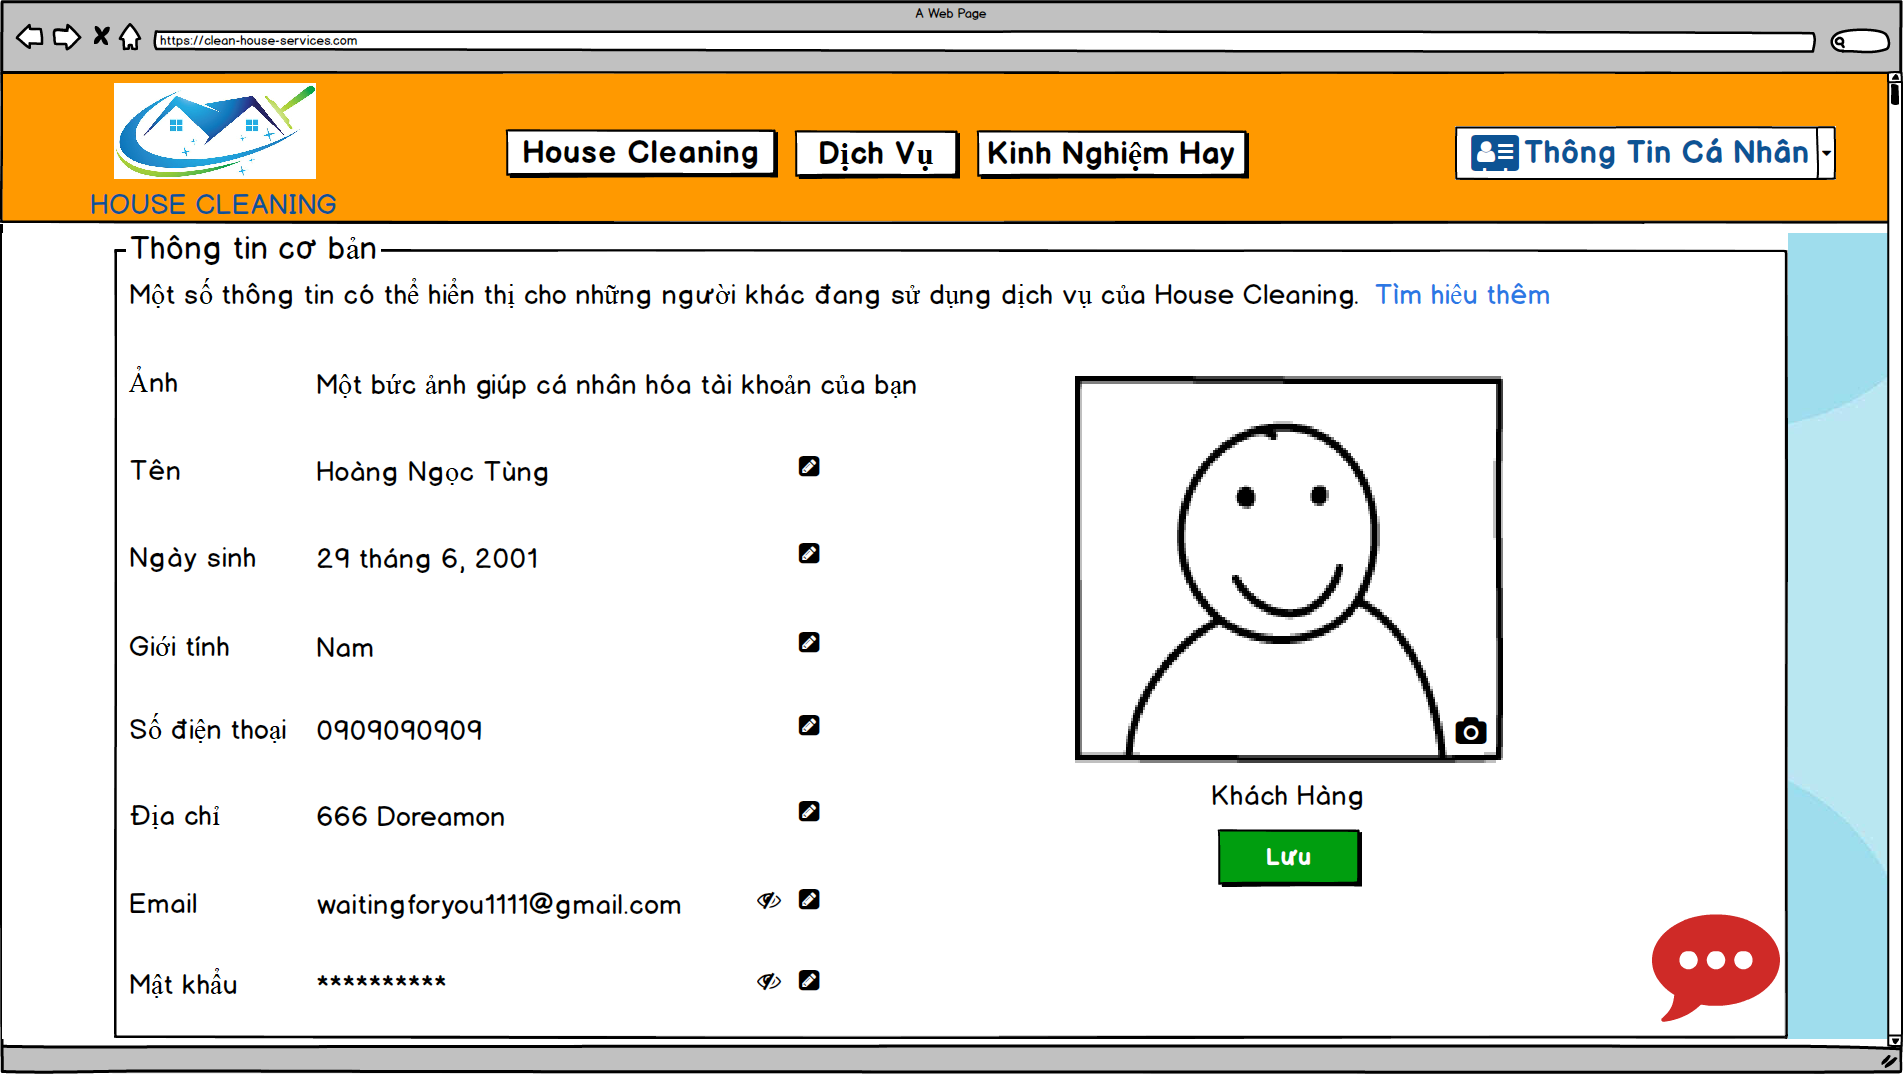 A Web Page
https://clean-house-services.com
HOUSE CLEANING
House Cleaning
Dịch Vụ
Kinh Nghiệm Hay
Thông Tin Cá Nhân
Thông tin cơ bản
Một số thông tin có thể hiển thị cho những người khác đang sử dụng dịch vụ của House Cleaning. Tìm hiêu thêm
Ảnh
Một bức ảnh giúp cá nhân hóa tài khoản của bạn
Tên
Hoàng Ngọc Tùng
Ngày sinh
29 tháng 6, 2001
Giới tính
Nam
Số điện thoại
0909090909
Địa chỉ
666 Doreamon
Email
waitingforyou1111@gmail.com
Mật khẩu
**********
Khách Hàng
Lưu